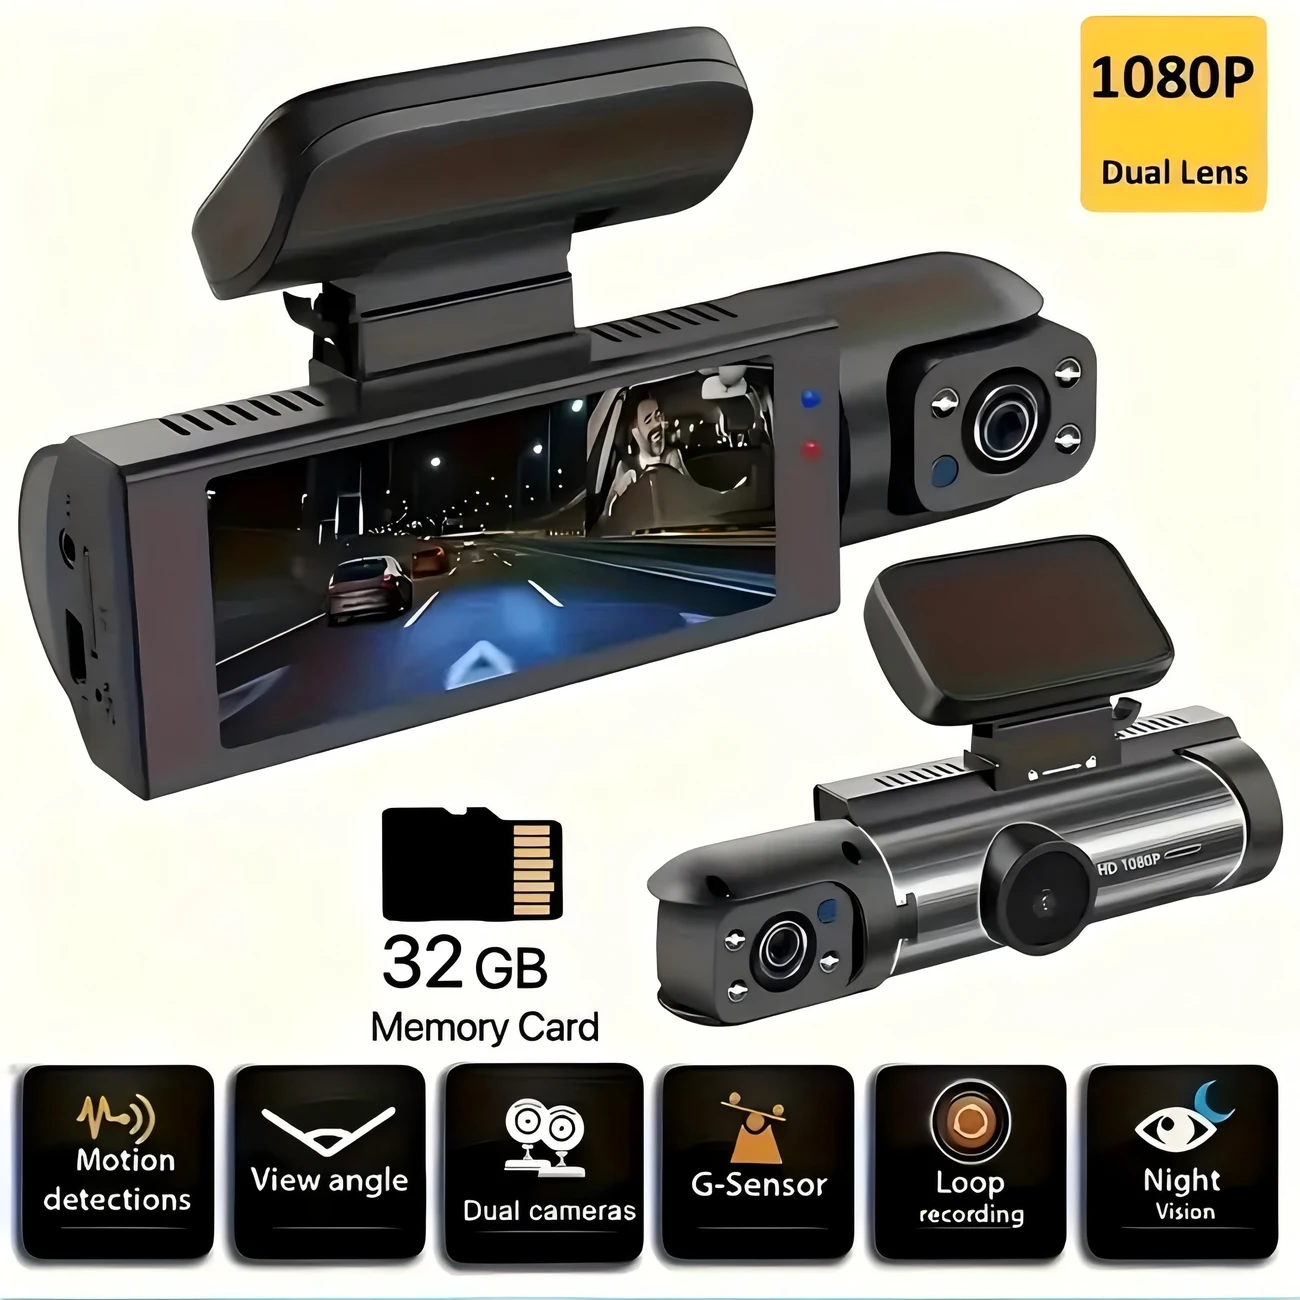 1080P
Dual Lens
HD 1080P
32 GB
Memory Card
Motion
detections
View angle
Dual cameras
G-Sensor
Loop
recording
Night
Vision